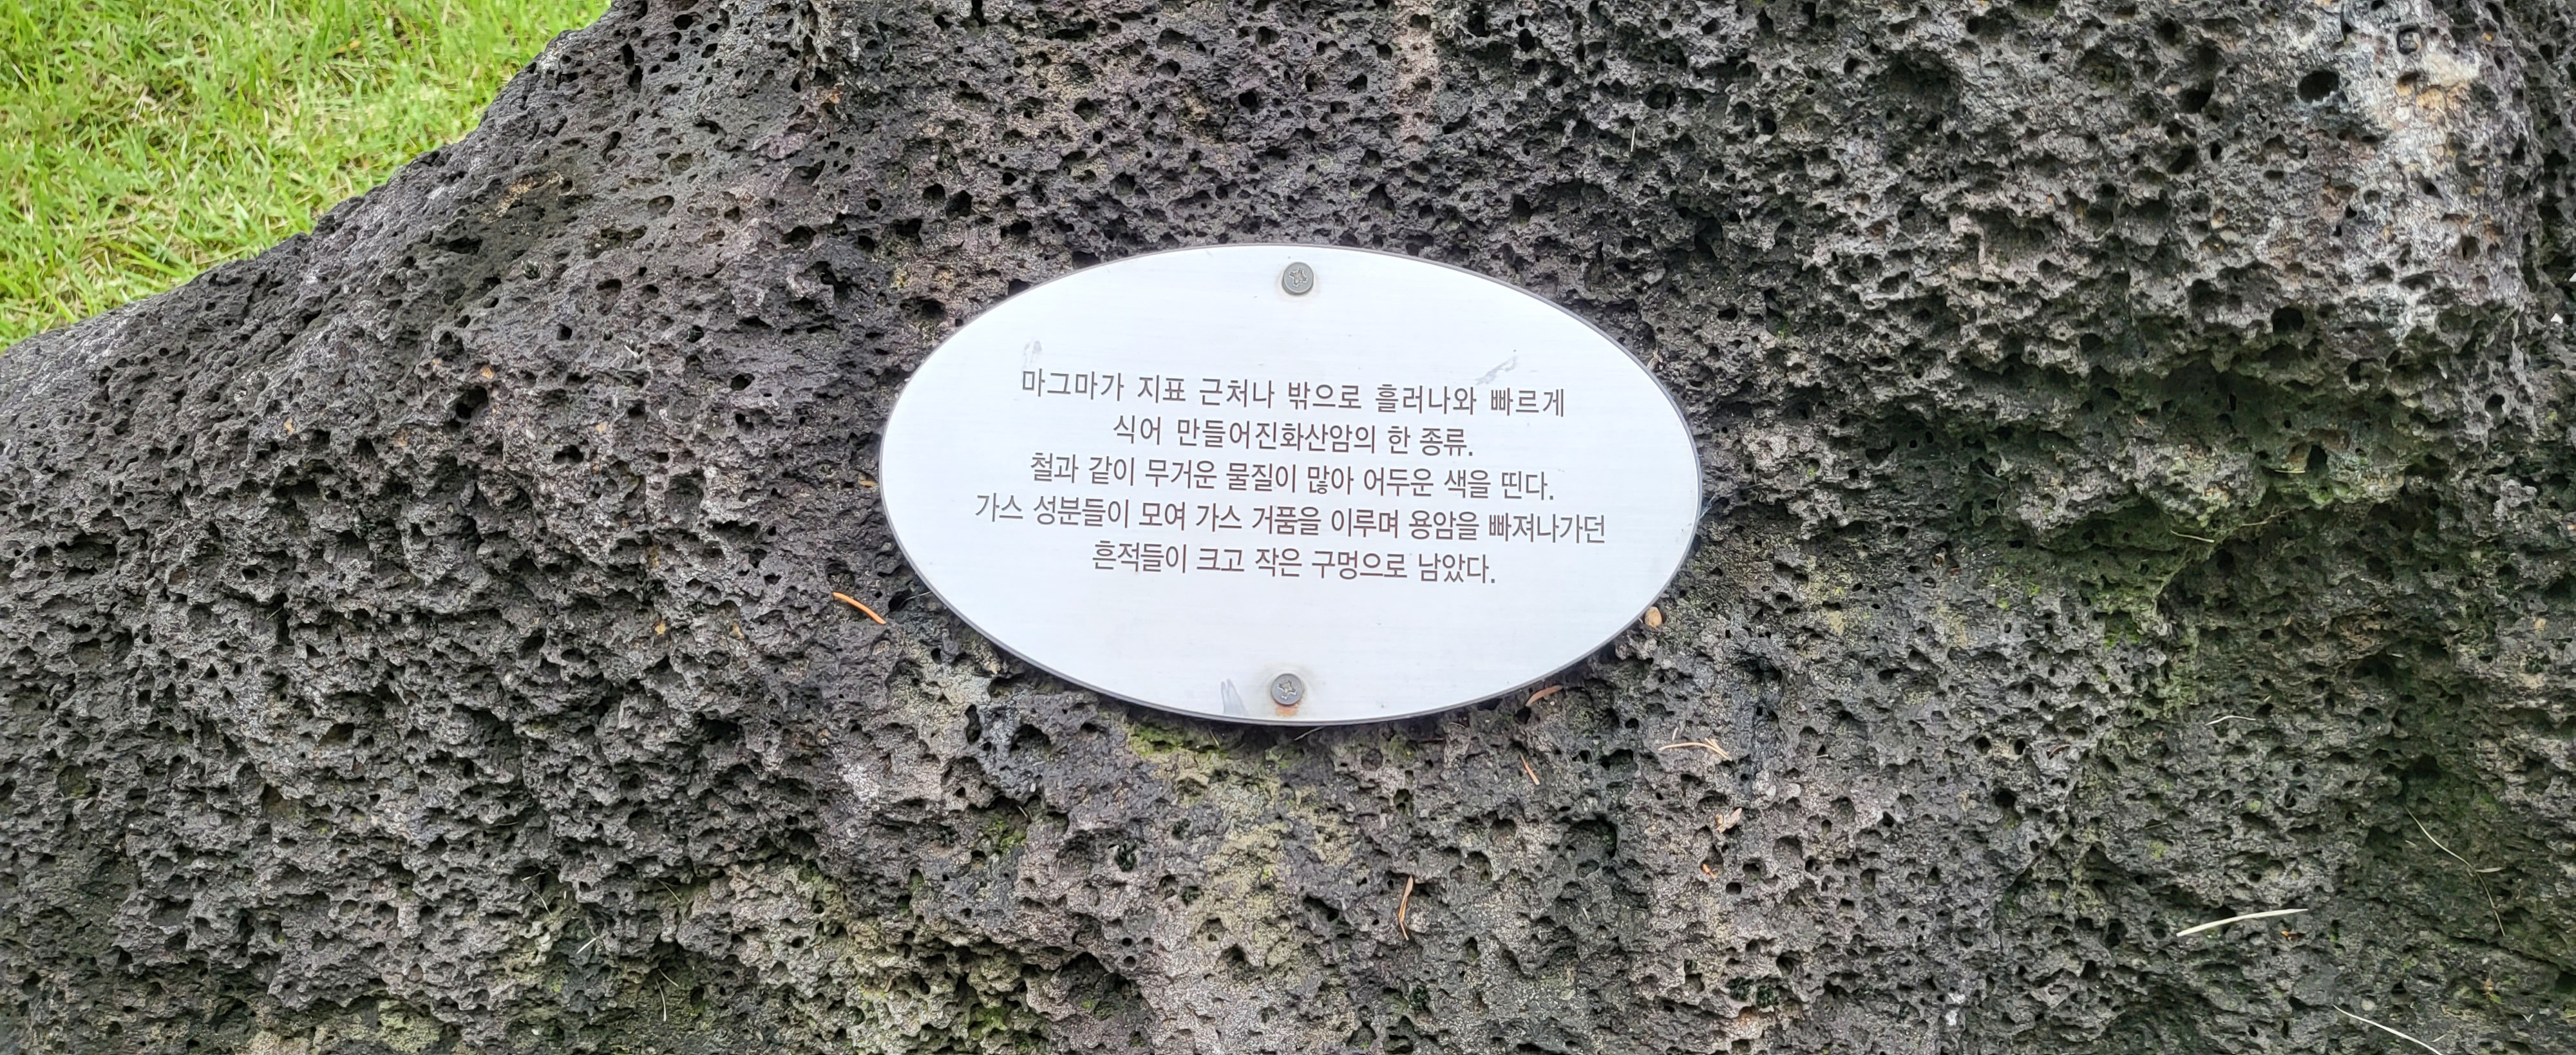 마그마가 지표 근처나 밖으로 흘러나와 빠르게
식어 만들어진화산암의 한 종류.
철과 같이 무거운 물질이 많아 어두운 색을 띤다.
가스 성분들이 모여 가스 거품을 이루며 용암을 빠져나가던
흔적들이 크고 작은 구멍으로 남았다.